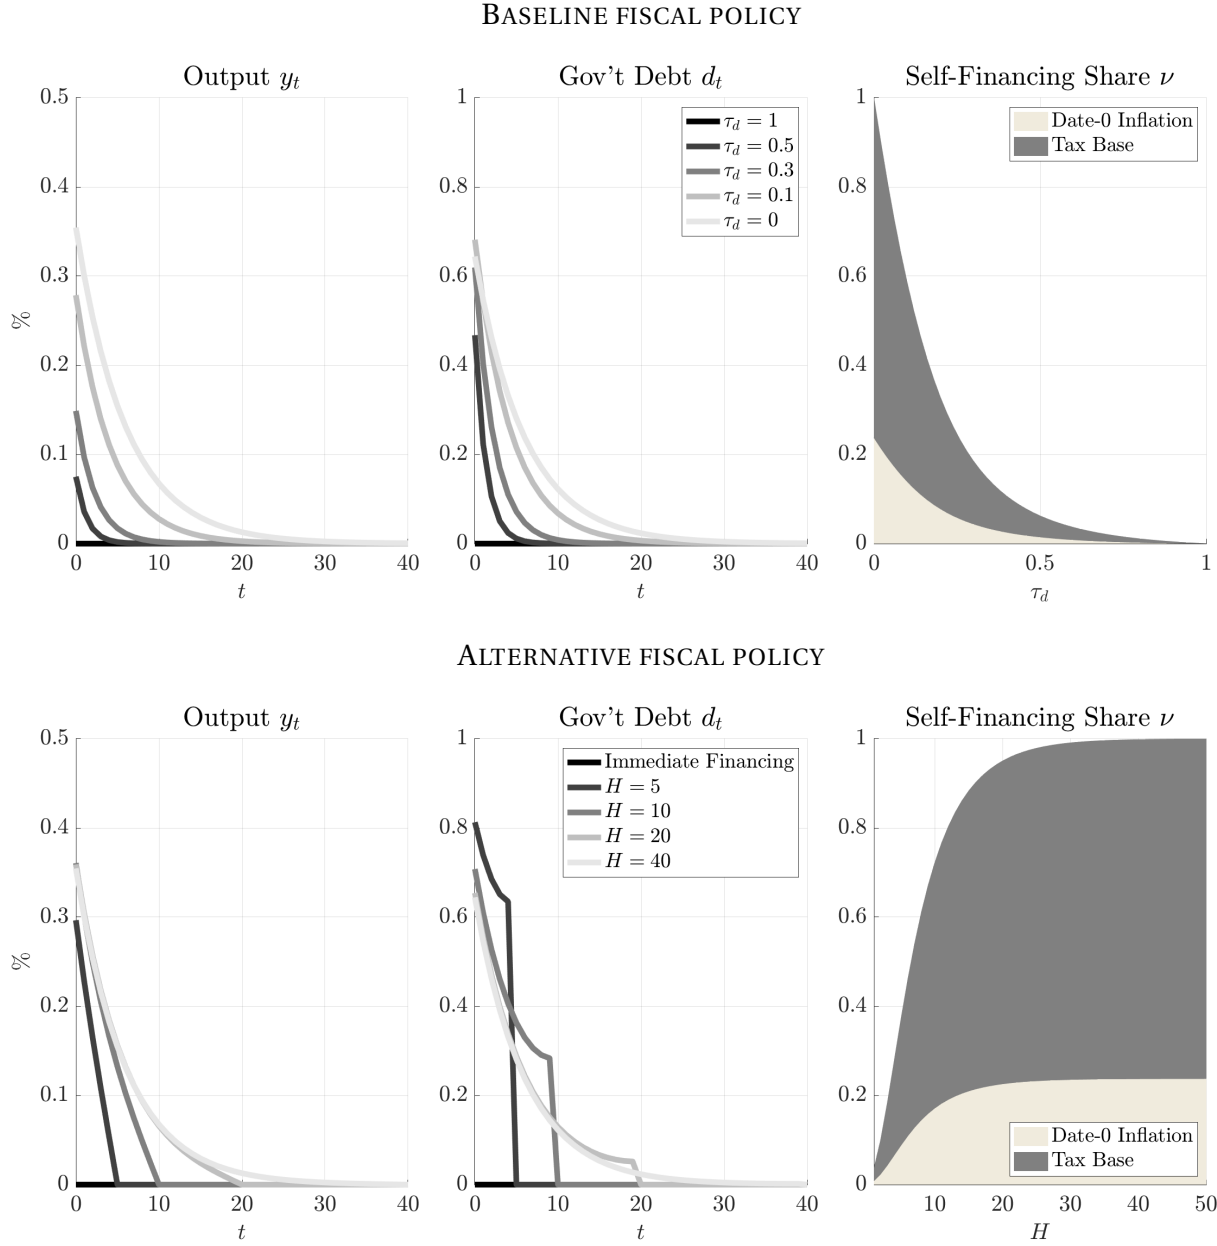 BASELINE FISCAL POLICY
Output y_t
Gov't Debt d_t
Self-Financing Share ν
0.5
0.4
0.3
0.2
0.1
0
%
0
10
20
30
40
t
1
0.8
0.6
0.4
0.2
0
τ_d = 1
τ_d = 0.5
τ_d = 0.3
τ_d = 0.1
τ_d = 0
0
10
20
30
40
t
1
0.8
0.6
0.4
0.2
0
Date-0 Inflation
Tax Base
0
0.5
1
τ_d
ALTERNATIVE FISCAL POLICY
Output y_t
Gov't Debt d_t
Self-Financing Share ν
0.5
0.4
0.3
0.2
0.1
0
%
0
10
20
30
40
t
1
0.8
0.6
0.4
0.2
0
Immediate Financing
H = 5
H = 10
H = 20
H = 40
0
10
20
30
40
t
1
0.8
0.6
0.4
0.2
0
Date-0 Inflation
Tax Base
10
20
30
40
50
H